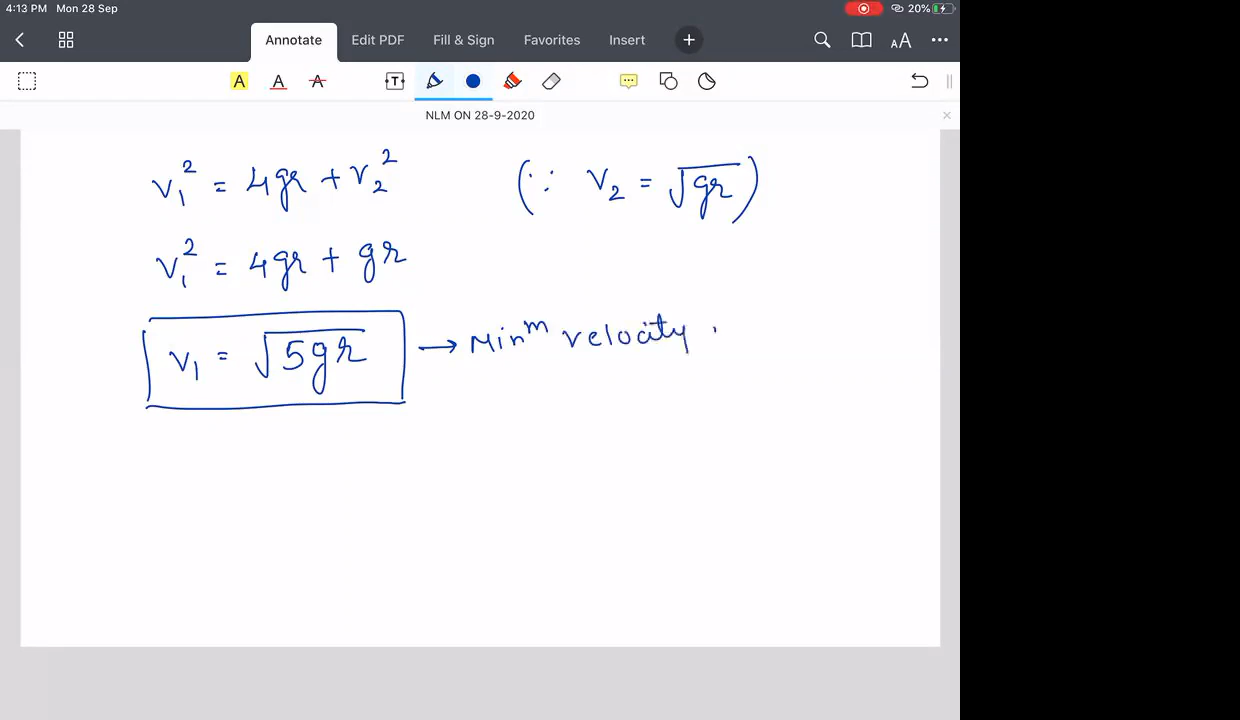 4:13 PM Mon 28 Sep 20%
Annotate Edit PDF Fill & Sign Favorites Insert
NLM ON 28-9-2020
v₁² = 4gr + v₂² (∵ v₂ = √gr)
v₁² = 4gr + gr
v₁ = √5gr → Minᵐ velocity